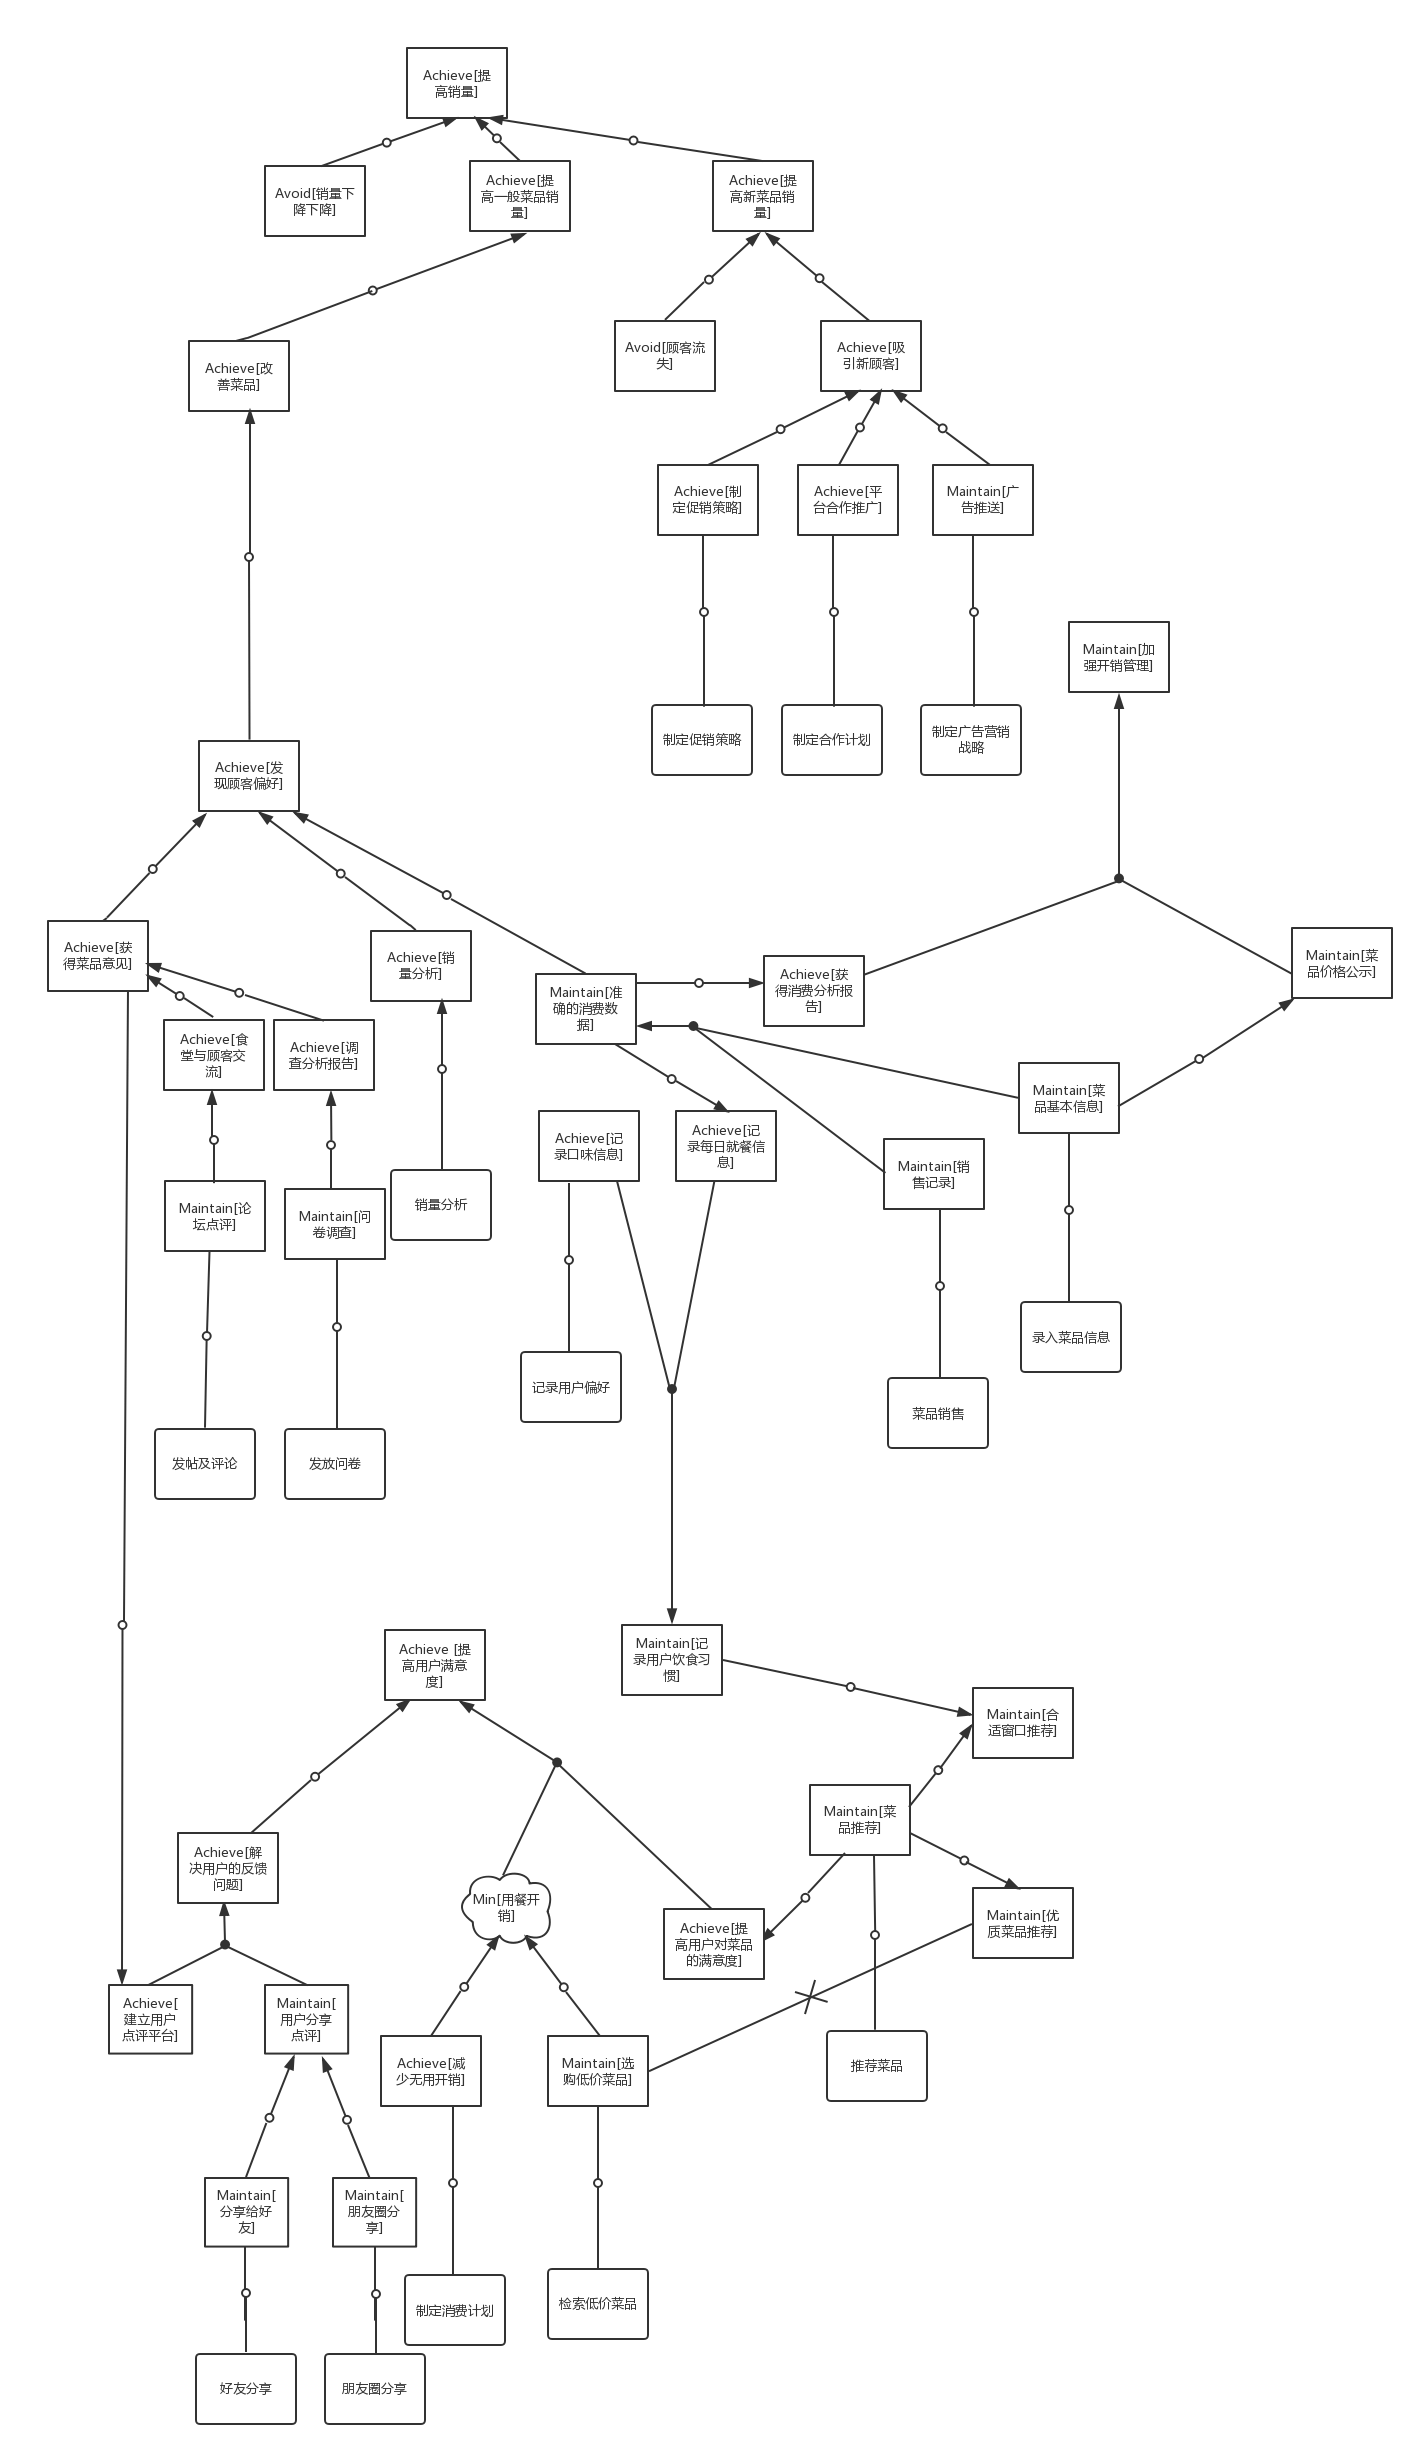 Achieve[提
高销量]
Avoid[销量下
降下降]
Achieve[提
高一般菜品销
量]
Achieve[提
高新菜品销
量]
Achieve[改
善菜品]
Avoid[顾客流
失]
Achieve[吸
引新顾客]
Achieve[制
定促销策略]
Achieve[平
台合作推广]
Maintain[广
告推送]
Maintain[加
强开销管理]
制定促销策略
制定合作计划
制定广告营销
战略
Achieve[发
现顾客偏好]
Achieve[获
得菜品意见]
Achieve[销
量分析]
Maintain[准
确的消费数
据]
Achieve[获
得消费分析报
告]
Maintain[菜
品价格公示]
Achieve[食
堂与顾客交
流]
Achieve[调
查分析报告]
Maintain[菜
品基本信息]
Achieve[记
录口味信息]
Achieve[记
录每日就餐信
息]
Maintain[销
售记录]
Maintain[论
坛点评]
Maintain[问
卷调查]
销量分析
录入菜品信息
记录用户偏好
菜品销售
发帖及评论
发放问卷
Achieve [提
高用户满意
度]
Maintain[记
录用户饮食习
惯]
Maintain[合
适窗口推荐]
Maintain[菜
品推荐]
Achieve[解
决用户的反馈
问题]
Min[用餐开
销]
Achieve[提
高用户对菜品
的满意度]
Maintain[优
质菜品推荐]
Achieve[
建立用户
点评平台]
Maintain[
用户分享
点评]
Achieve[减
少无用开销]
Maintain[选
购低价菜品]
推荐菜品
Maintain[
分享给好
友]
Maintain[
朋友圈分
享]
制定消费计划
检索低价菜品
好友分享
朋友圈分享